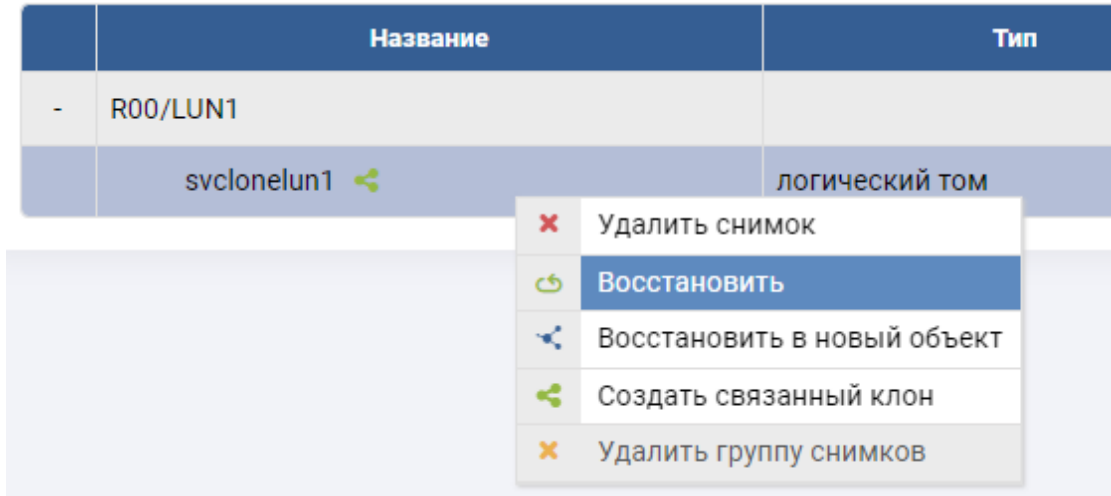 Название Тип
- R00/LUN1
svclonelun1 логический том
Удалить снимок
Восстановить
Восстановить в новый объект
Создать связанный клон
Удалить группу снимков